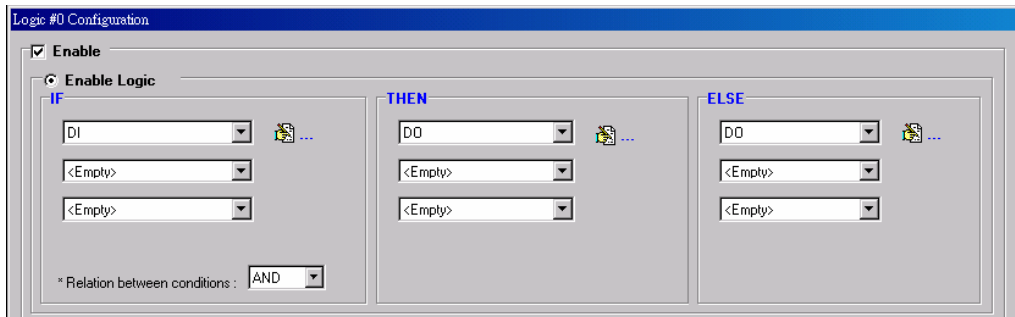 Logic #0 Configuration
Enable
Enable Logic
IF THEN ELSE
DI ... DO ... DO ...
<Empty> <Empty> <Empty>
<Empty> <Empty> <Empty>
* Relation between conditions : AND